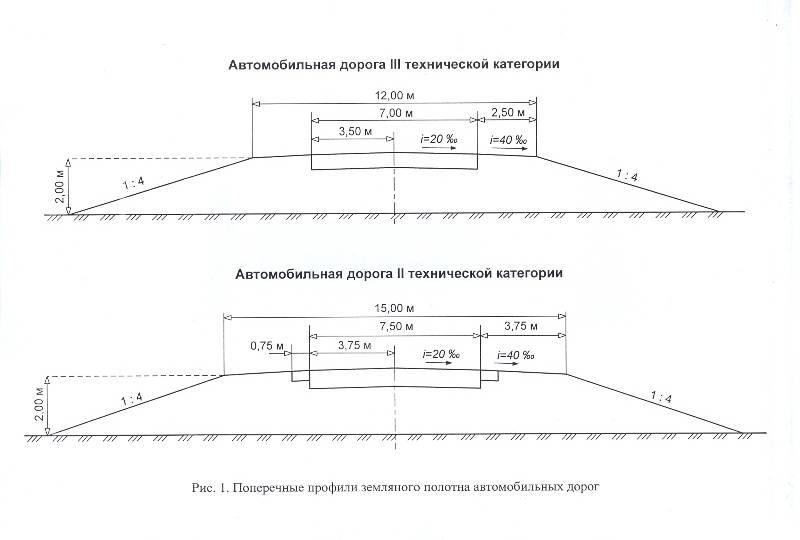 Автомобильная дорога III технической категории
12,00 м
7,00 м
2,50 м
3,50 м
i=20 ‰
i=40 ‰
2,00 м
1 : 4
1 : 4
Автомобильная дорога II технической категории
15,00 м
7,50 м
3,75 м
0,75 м
3,75 м
i=20 ‰
i=40 ‰
2,00 м
1 : 4
1 : 4
Рис. 1. Поперечные профили земляного полотна автомобильных дорог